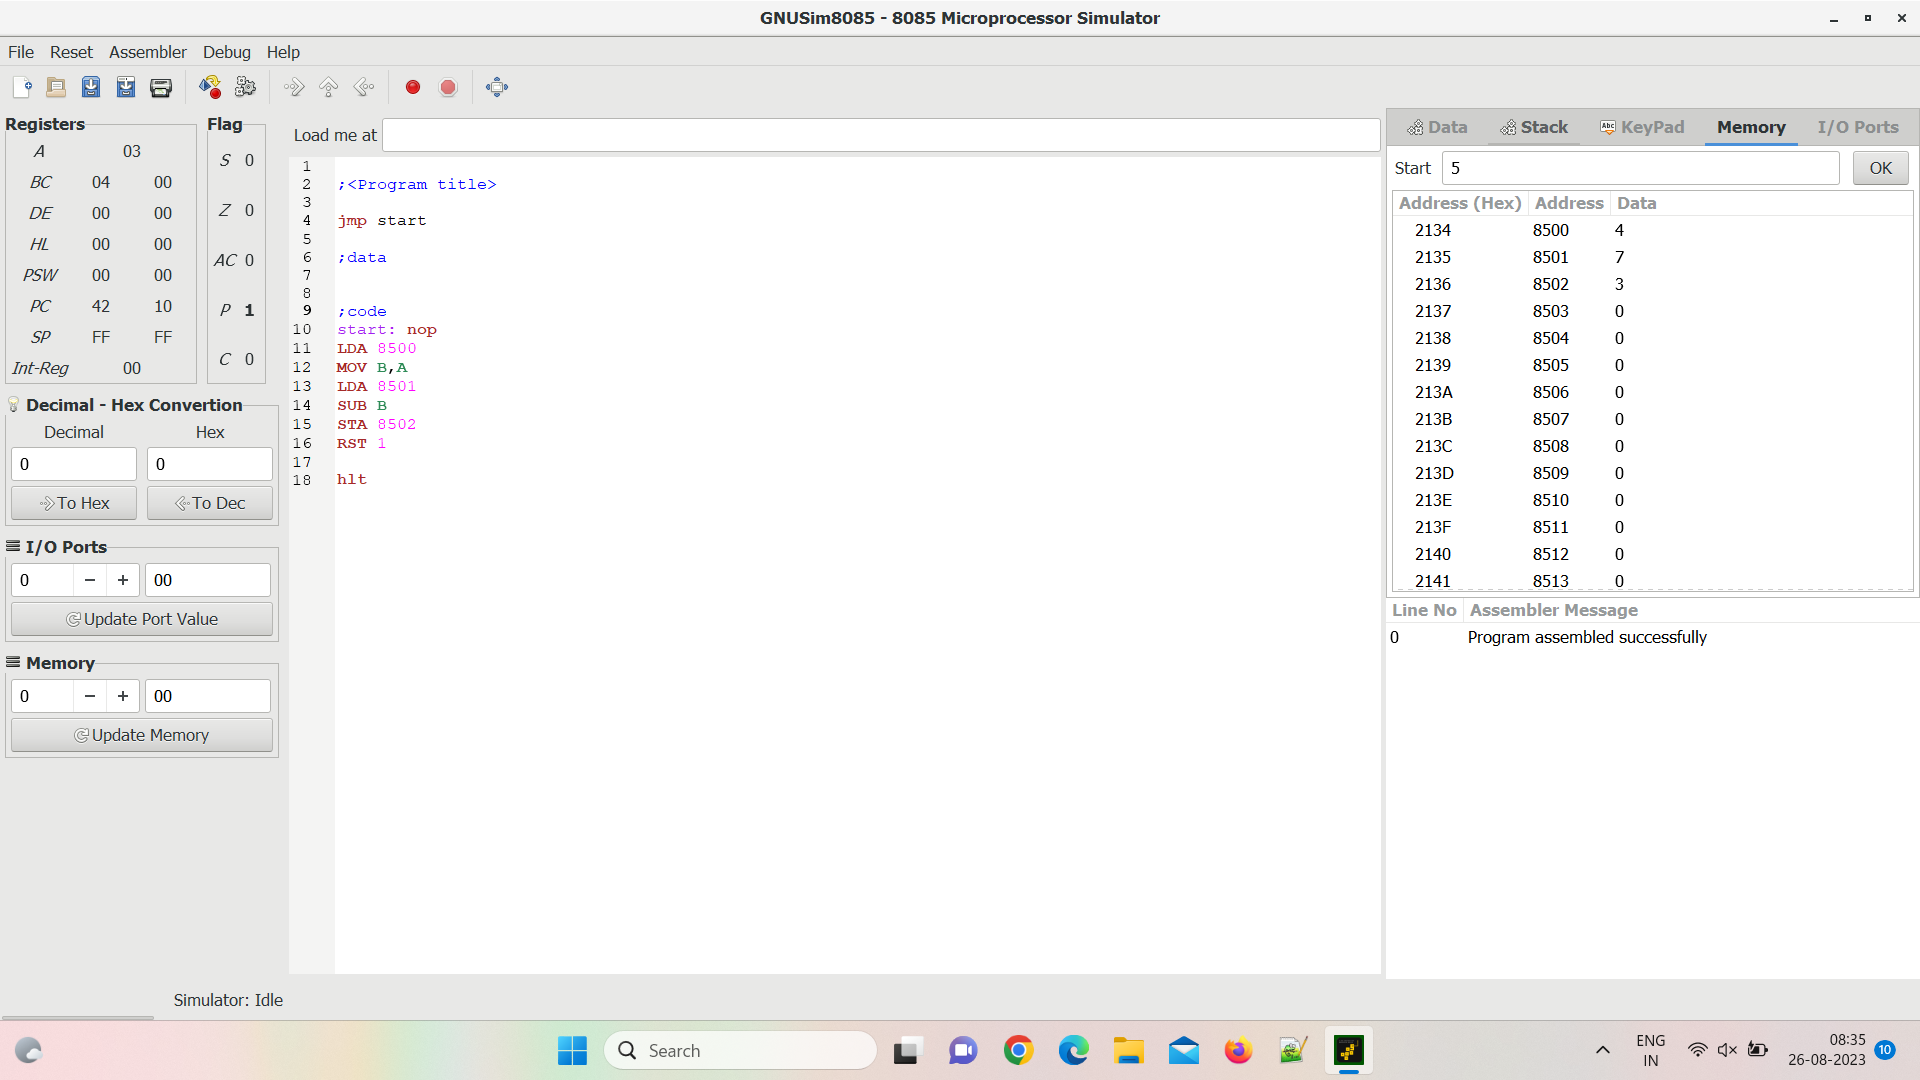 GNUSim8085 - 8085 Microprocessor Simulator
File Reset Assembler Debug Help
Registers
A 03
BC 04 00
DE 00 00
HL 00 00
PSW 00 00
PC 42 10
SP FF FF
Int-Reg 00
Flag
S 0
Z 0
AC 0
P 1
C 0
Decimal - Hex Convertion
Decimal Hex
0 0
To Hex To Dec
I/O Ports
0 − + 00
Update Port Value
Memory
0 − + 00
Update Memory
Load me at
1
2 ;<Program title>
3
4 jmp start
5
6 ;data
7
8
9 ;code
10 start: nop
11 LDA 8500
12 MOV B,A
13 LDA 8501
14 SUB B
15 STA 8502
16 RST 1
17
18 hlt
Data Stack Abc KeyPad Memory I/O Ports
Start 5 OK
Address (Hex) Address Data
2134 8500 4
2135 8501 7
2136 8502 3
2137 8503 0
2138 8504 0
2139 8505 0
213A 8506 0
213B 8507 0
213C 8508 0
213D 8509 0
213E 8510 0
213F 8511 0
2140 8512 0
2141 8513 0
Line No Assembler Message
0 Program assembled successfully
Simulator: Idle
Search
ENG
IN
08:35
26-08-2023
10